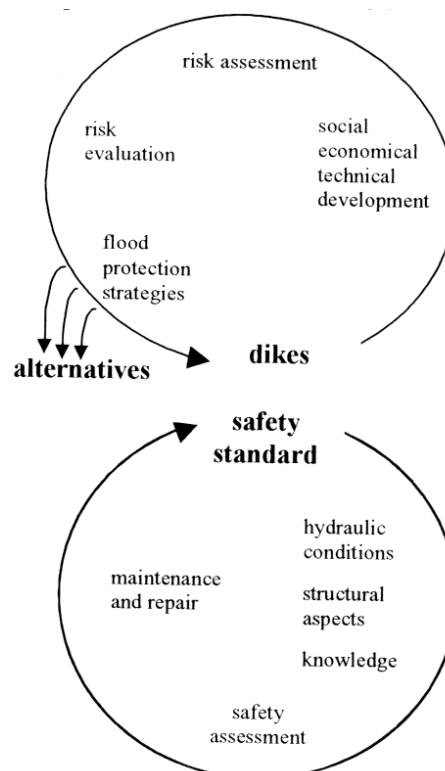 risk assessment
risk
evaluation
social
economical
technical
development
flood
protection
strategies
alternatives
dikes
safety
standard
hydraulic
conditions
maintenance
and repair
structural
aspects
knowledge
safety
assessment